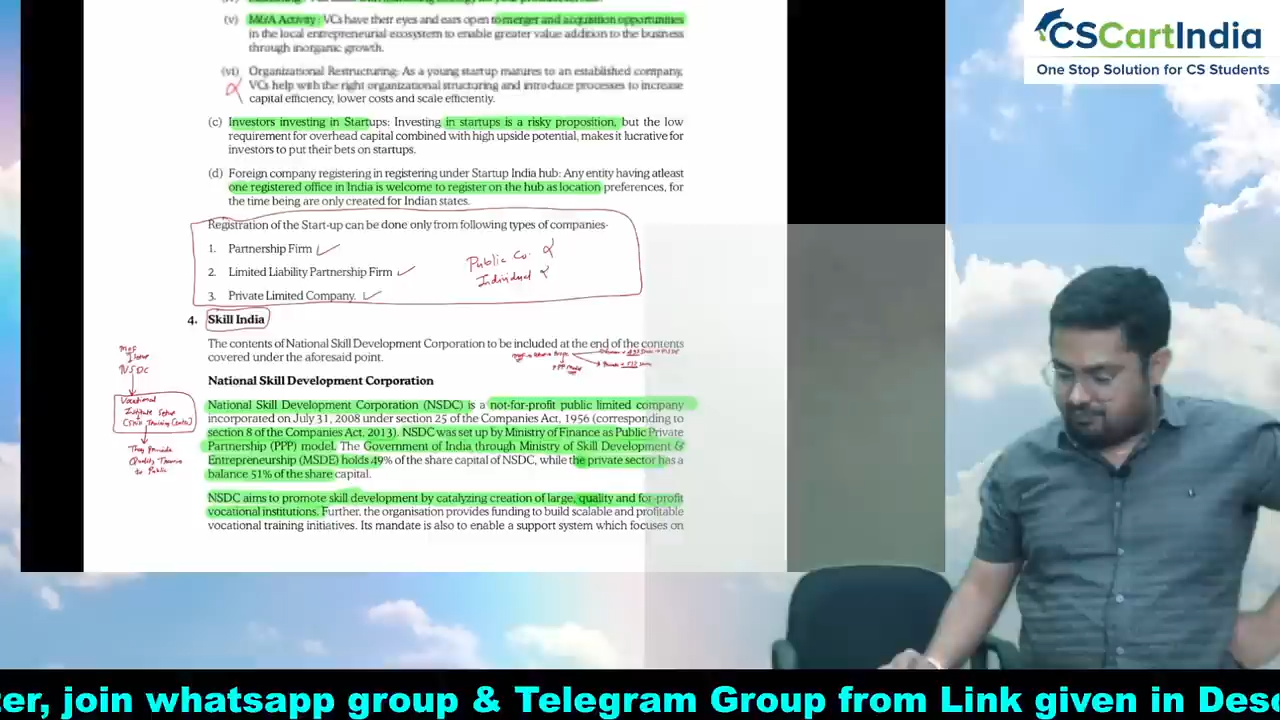 CSCartIndia
One Stop Solution for CS Students
(v) M&A Activity: VCs have their eyes and ears open to merger and acquisition opportunities
in the local entrepreneurial ecosystem to enable greater value addition to the business
through inorganic growth.
(vi) Organizational Restructuring: As a young startup matures to an established company,
VCs help with the right organizational structuring and introduce processes to increase
capital efficiency, lower costs and scale efficiently.
(c) Investors investing in Startups: Investing in startups is a risky proposition, but the low
requirement for overhead capital combined with high upside potential, makes it lucrative for
investors to put their bets on startups.
(d) Foreign company registering in registering under Startup India hub: Any entity having atleast
one registered office in India is welcome to register on the hub as location preferences, for
the time being are only created for Indian states.
Registration of the Start-up can be done only from following types of companies-
1. Partnership Firm
2. Limited Liability Partnership Firm
3. Private Limited Company.
Public Co.
Individual
4. Skill India
The contents of National Skill Development Corporation to be included at the end of the contents
covered under the aforesaid point.
PPP Model
National Skill Development Corporation
MOF
NSDC
Vocational
Institute Setup
They Provide
Quality
to Public
National Skill Development Corporation (NSDC) is a not-for-profit public limited company
incorporated on July 31, 2008 under section 25 of the Companies Act, 1956 (corresponding to
section 8 of the Companies Act, 2013). NSDC was set up by Ministry of Finance as Public Private
Partnership (PPP) model. The Government of India through Ministry of Skill Development &
Entrepreneurship (MSDE) holds 49% of the share capital of NSDC, while the private sector has a
balance 51% of the share capital.
NSDC aims to promote skill development by catalyzing creation of large, quality and for-profit
vocational institutions. Further, the organisation provides funding to build scalable and profitable
vocational training initiatives. Its mandate is also to enable a support system which focuses on
ter, join whatsapp group & Telegram Group from Link given in Desc